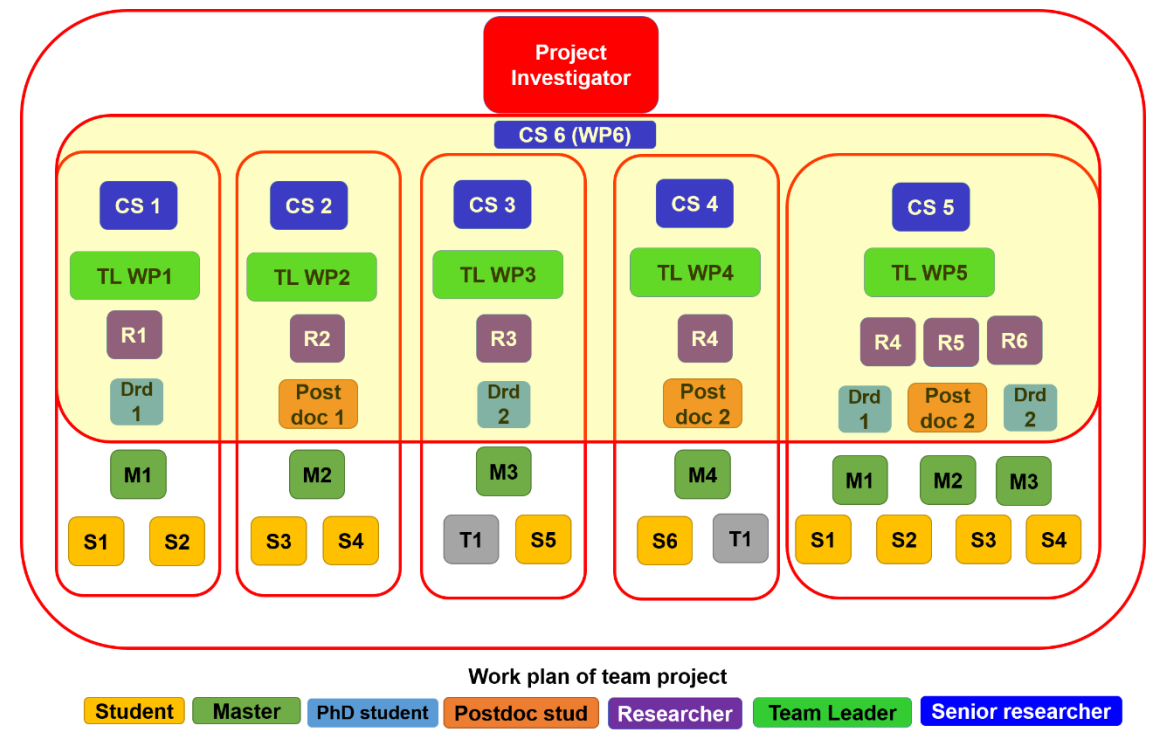 Project
Investigator
CS 6 (WP6)
CS 1
CS 2
CS 3
CS 4
CS 5
TL WP1
TL WP2
TL WP3
TL WP4
TL WP5
R1
R2
R3
R4
R4
R5
R6
Drd
1
Post
doc 1
Drd
2
Post
doc 2
Drd
1
Post
doc 2
Drd
2
M1
M2
M3
M4
M1
M2
M3
S1
S2
S3
S4
T1
S5
S6
T1
S1
S2
S3
S4
Work plan of team project
Student
Master
PhD student
Postdoc stud
Researcher
Team Leader
Senior researcher